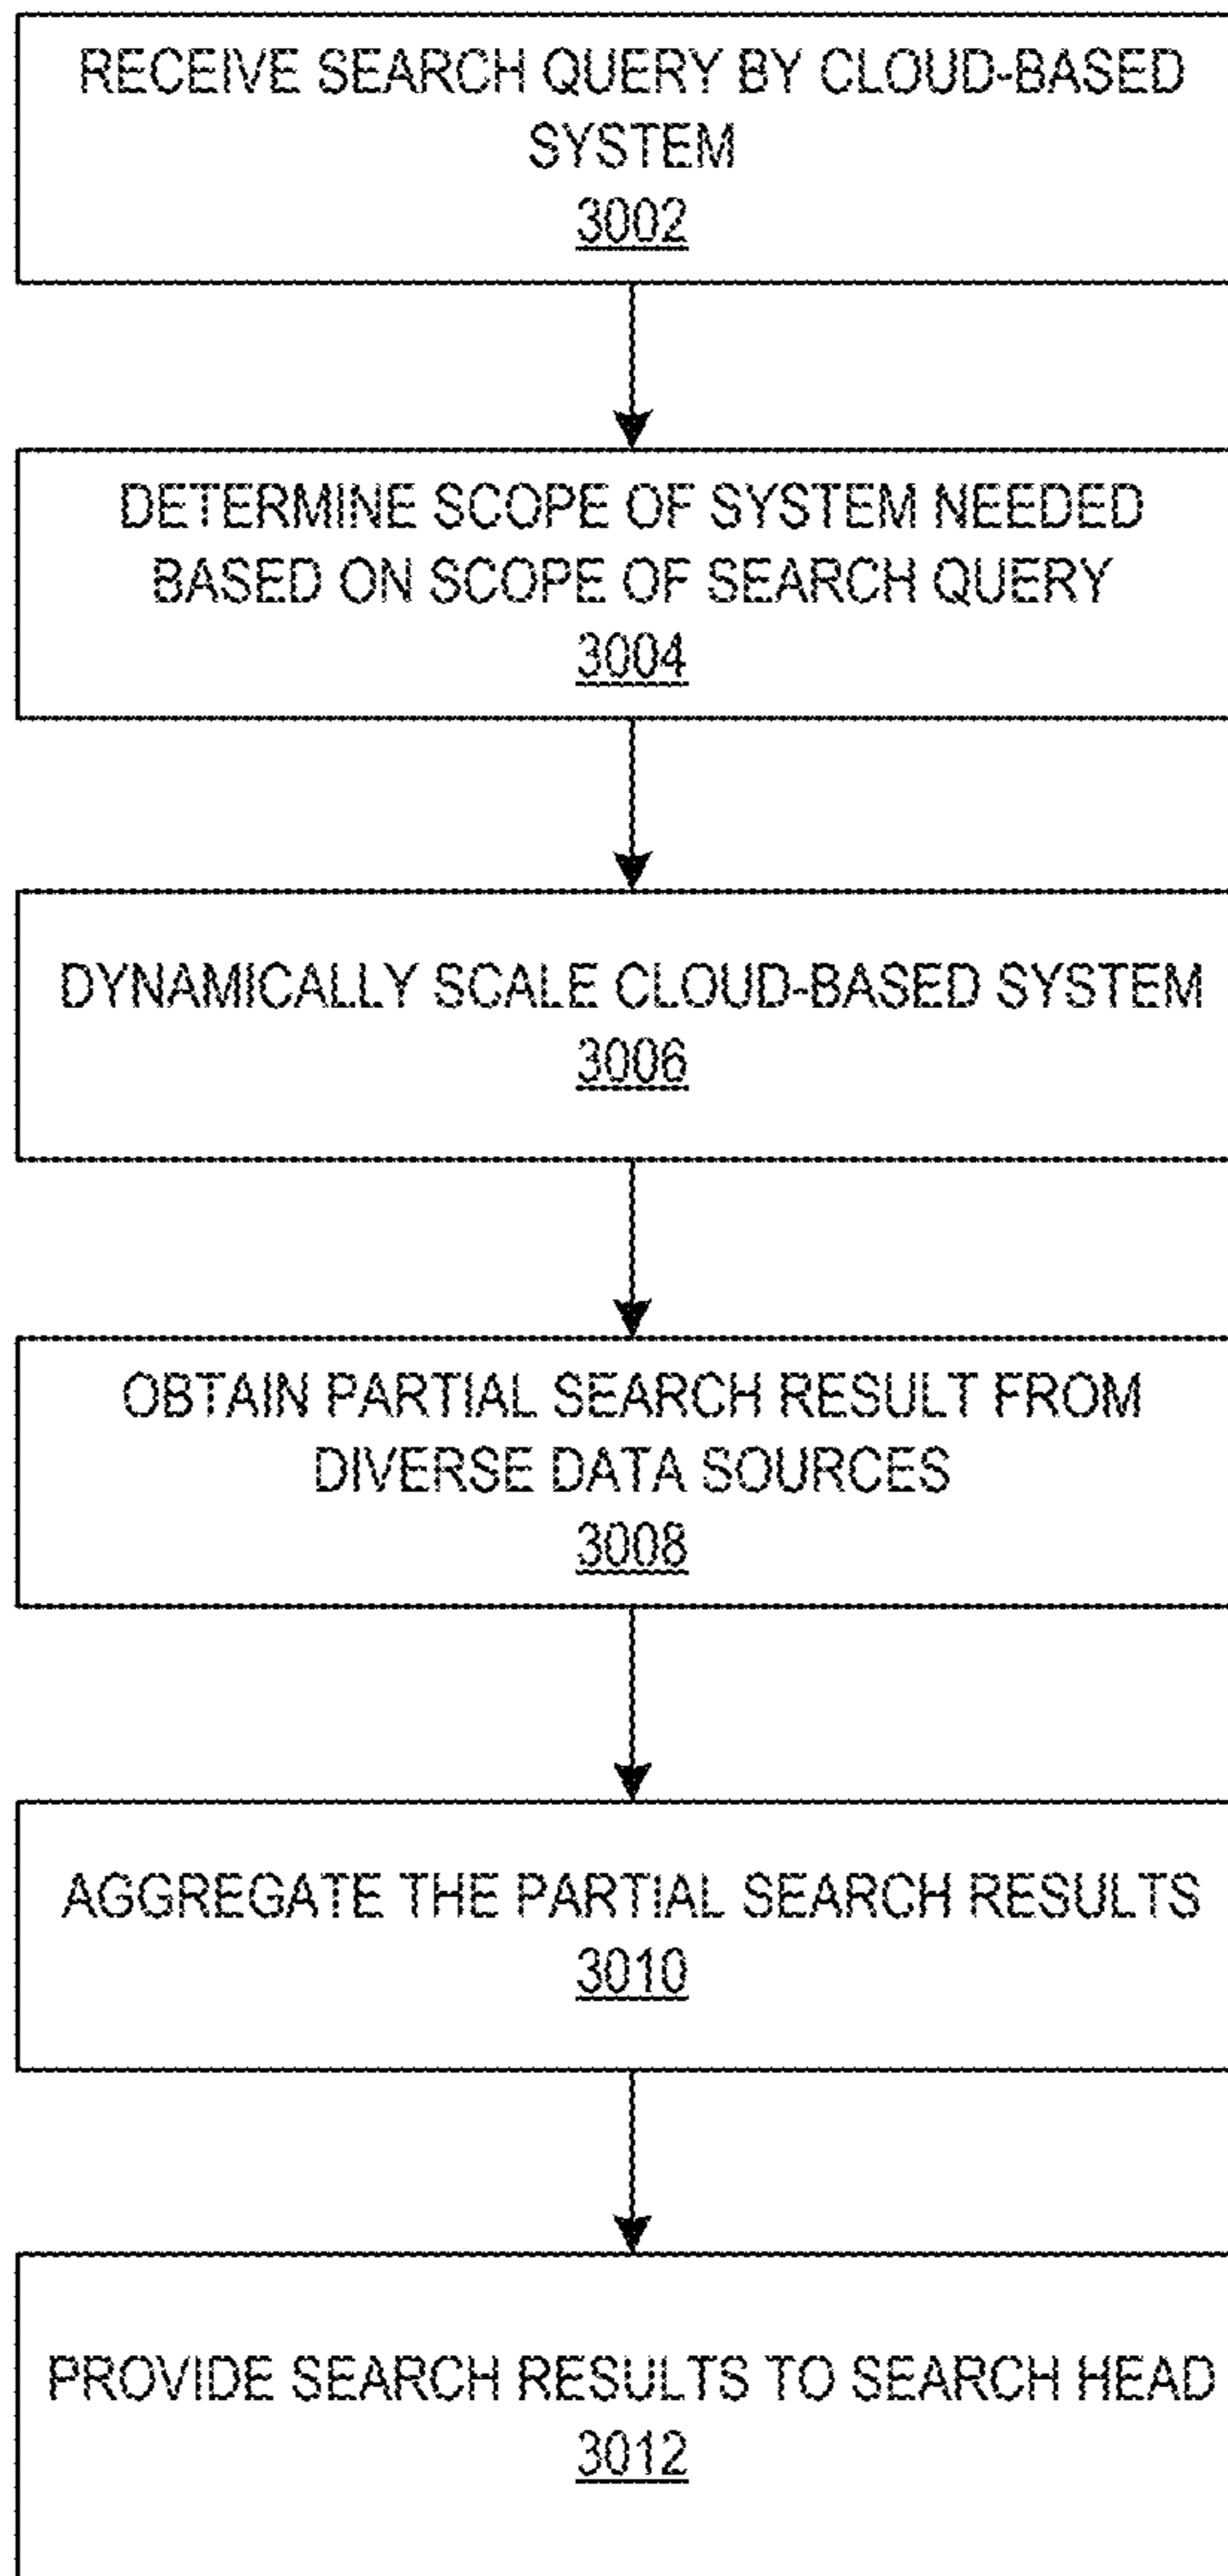 RECEIVE SEARCH QUERY BY CLOUD-BASED
SYSTEM
3002
DETERMINE SCOPE OF SYSTEM NEEDED
BASED ON SCOPE OF SEARCH QUERY
3004
DYNAMICALLY SCALE CLOUD-BASED SYSTEM
3006
OBTAIN PARTIAL SEARCH RESULT FROM
DIVERSE DATA SOURCES
3008
AGGREGATE THE PARTIAL SEARCH RESULTS
3010
PROVIDE SEARCH RESULTS TO SEARCH HEAD
3012